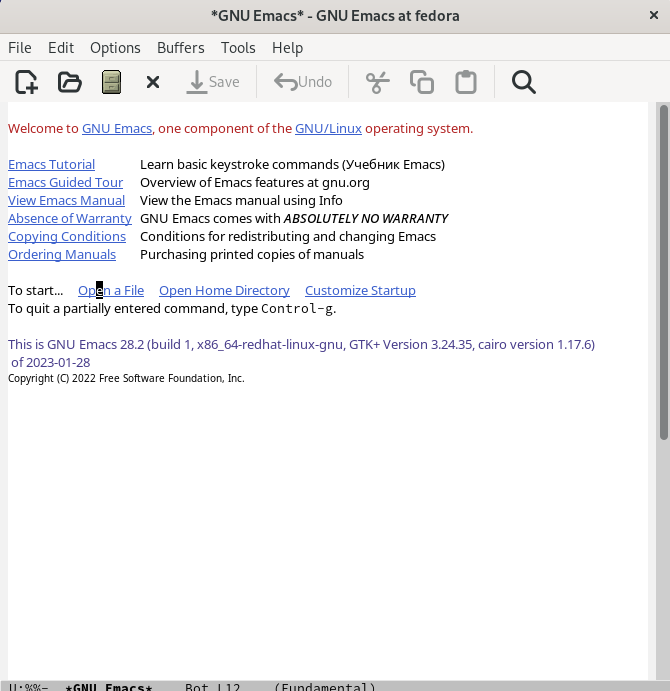 *GNU Emacs* - GNU Emacs at fedora
File Edit Options Buffers Tools Help
Save Undo
Welcome to GNU Emacs, one component of the GNU/Linux operating system.
Emacs Tutorial Learn basic keystroke commands (Учебник Emacs)
Emacs Guided Tour Overview of Emacs features at gnu.org
View Emacs Manual View the Emacs manual using Info
Absence of Warranty GNU Emacs comes with ABSOLUTELY NO WARRANTY
Copying Conditions Conditions for redistributing and changing Emacs
Ordering Manuals Purchasing printed copies of manuals
To start... Open a File Open Home Directory Customize Startup
To quit a partially entered command, type Control-g.
This is GNU Emacs 28.2 (build 1, x86_64-redhat-linux-gnu, GTK+ Version 3.24.35, cairo version 1.17.6)
of 2023-01-28
Copyright (C) 2022 Free Software Foundation, Inc.
U:%%- *GNU Emacs* Bot L12 (Fundamental)